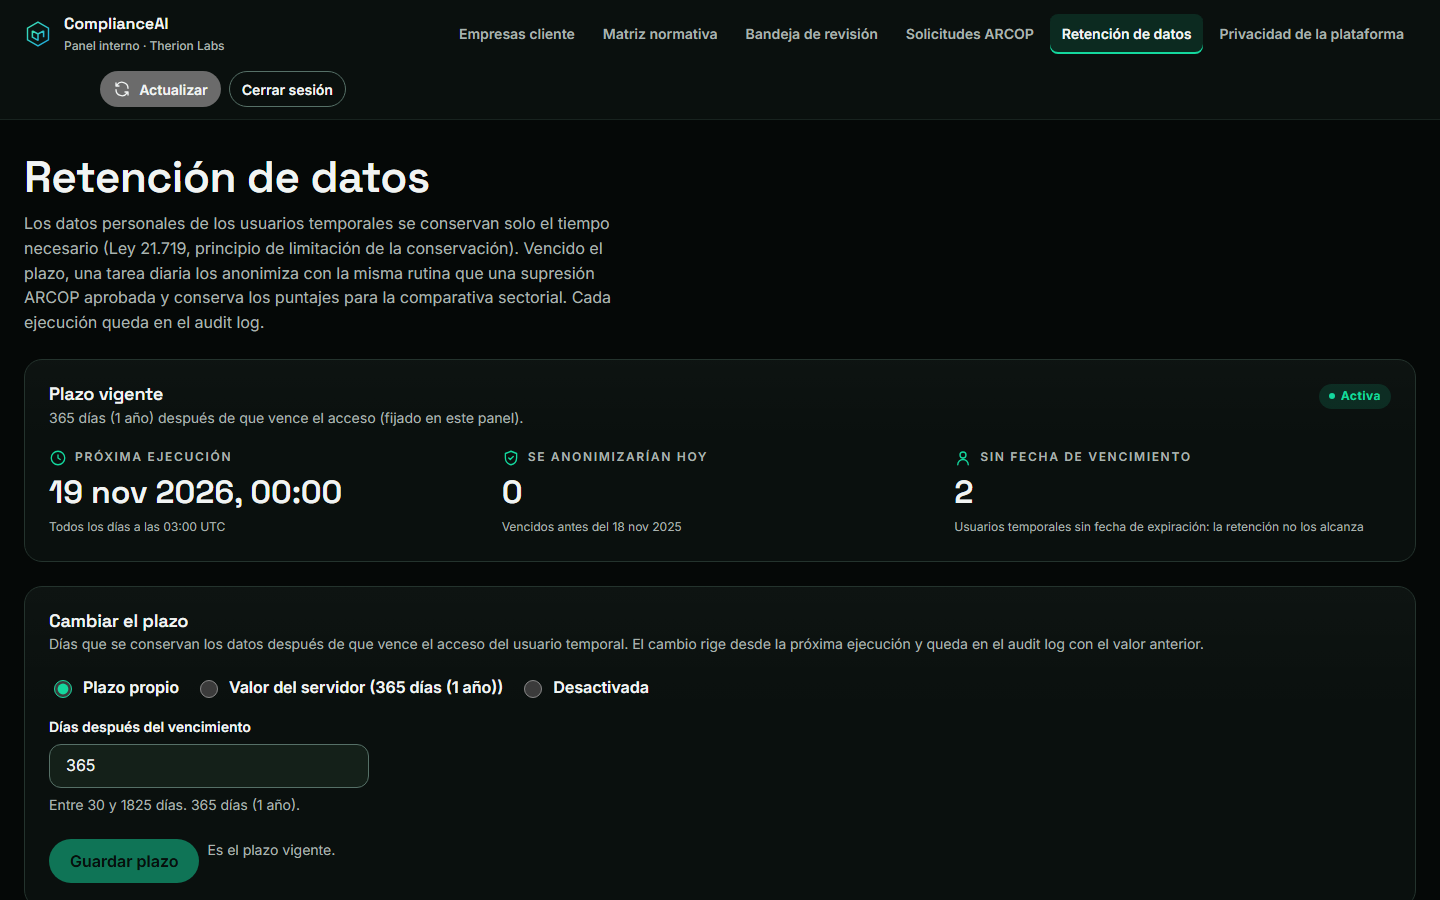 ComplianceAI
Panel interno · Therion Labs
Empresas cliente
Matriz normativa
Bandeja de revisión
Solicitudes ARCOP
Retención de datos
Privacidad de la plataforma
Actualizar
Cerrar sesión
Retención de datos
Los datos personales de los usuarios temporales se conservan solo el tiempo
necesario (Ley 21.719, principio de limitación de la conservación). Vencido el
plazo, una tarea diaria los anonimiza con la misma rutina que una supresión
ARCOP aprobada y conserva los puntajes para la comparativa sectorial. Cada
ejecución queda en el audit log.
Plazo vigente
Activa
365 días (1 año) después de que vence el acceso (fijado en este panel).
PRÓXIMA EJECUCIÓN
19 nov 2026, 00:00
Todos los días a las 03:00 UTC
SE ANONIMIZARÍAN HOY
0
Vencidos antes del 18 nov 2025
SIN FECHA DE VENCIMIENTO
2
Usuarios temporales sin fecha de expiración: la retención no los alcanza
Cambiar el plazo
Días que se conservan los datos después de que vence el acceso del usuario temporal. El cambio rige desde la próxima ejecución y queda en el audit log con el valor anterior.
Plazo propio
Valor del servidor (365 días (1 año))
Desactivada
Días después del vencimiento
365
Entre 30 y 1825 días. 365 días (1 año).
Guardar plazo
Es el plazo vigente.